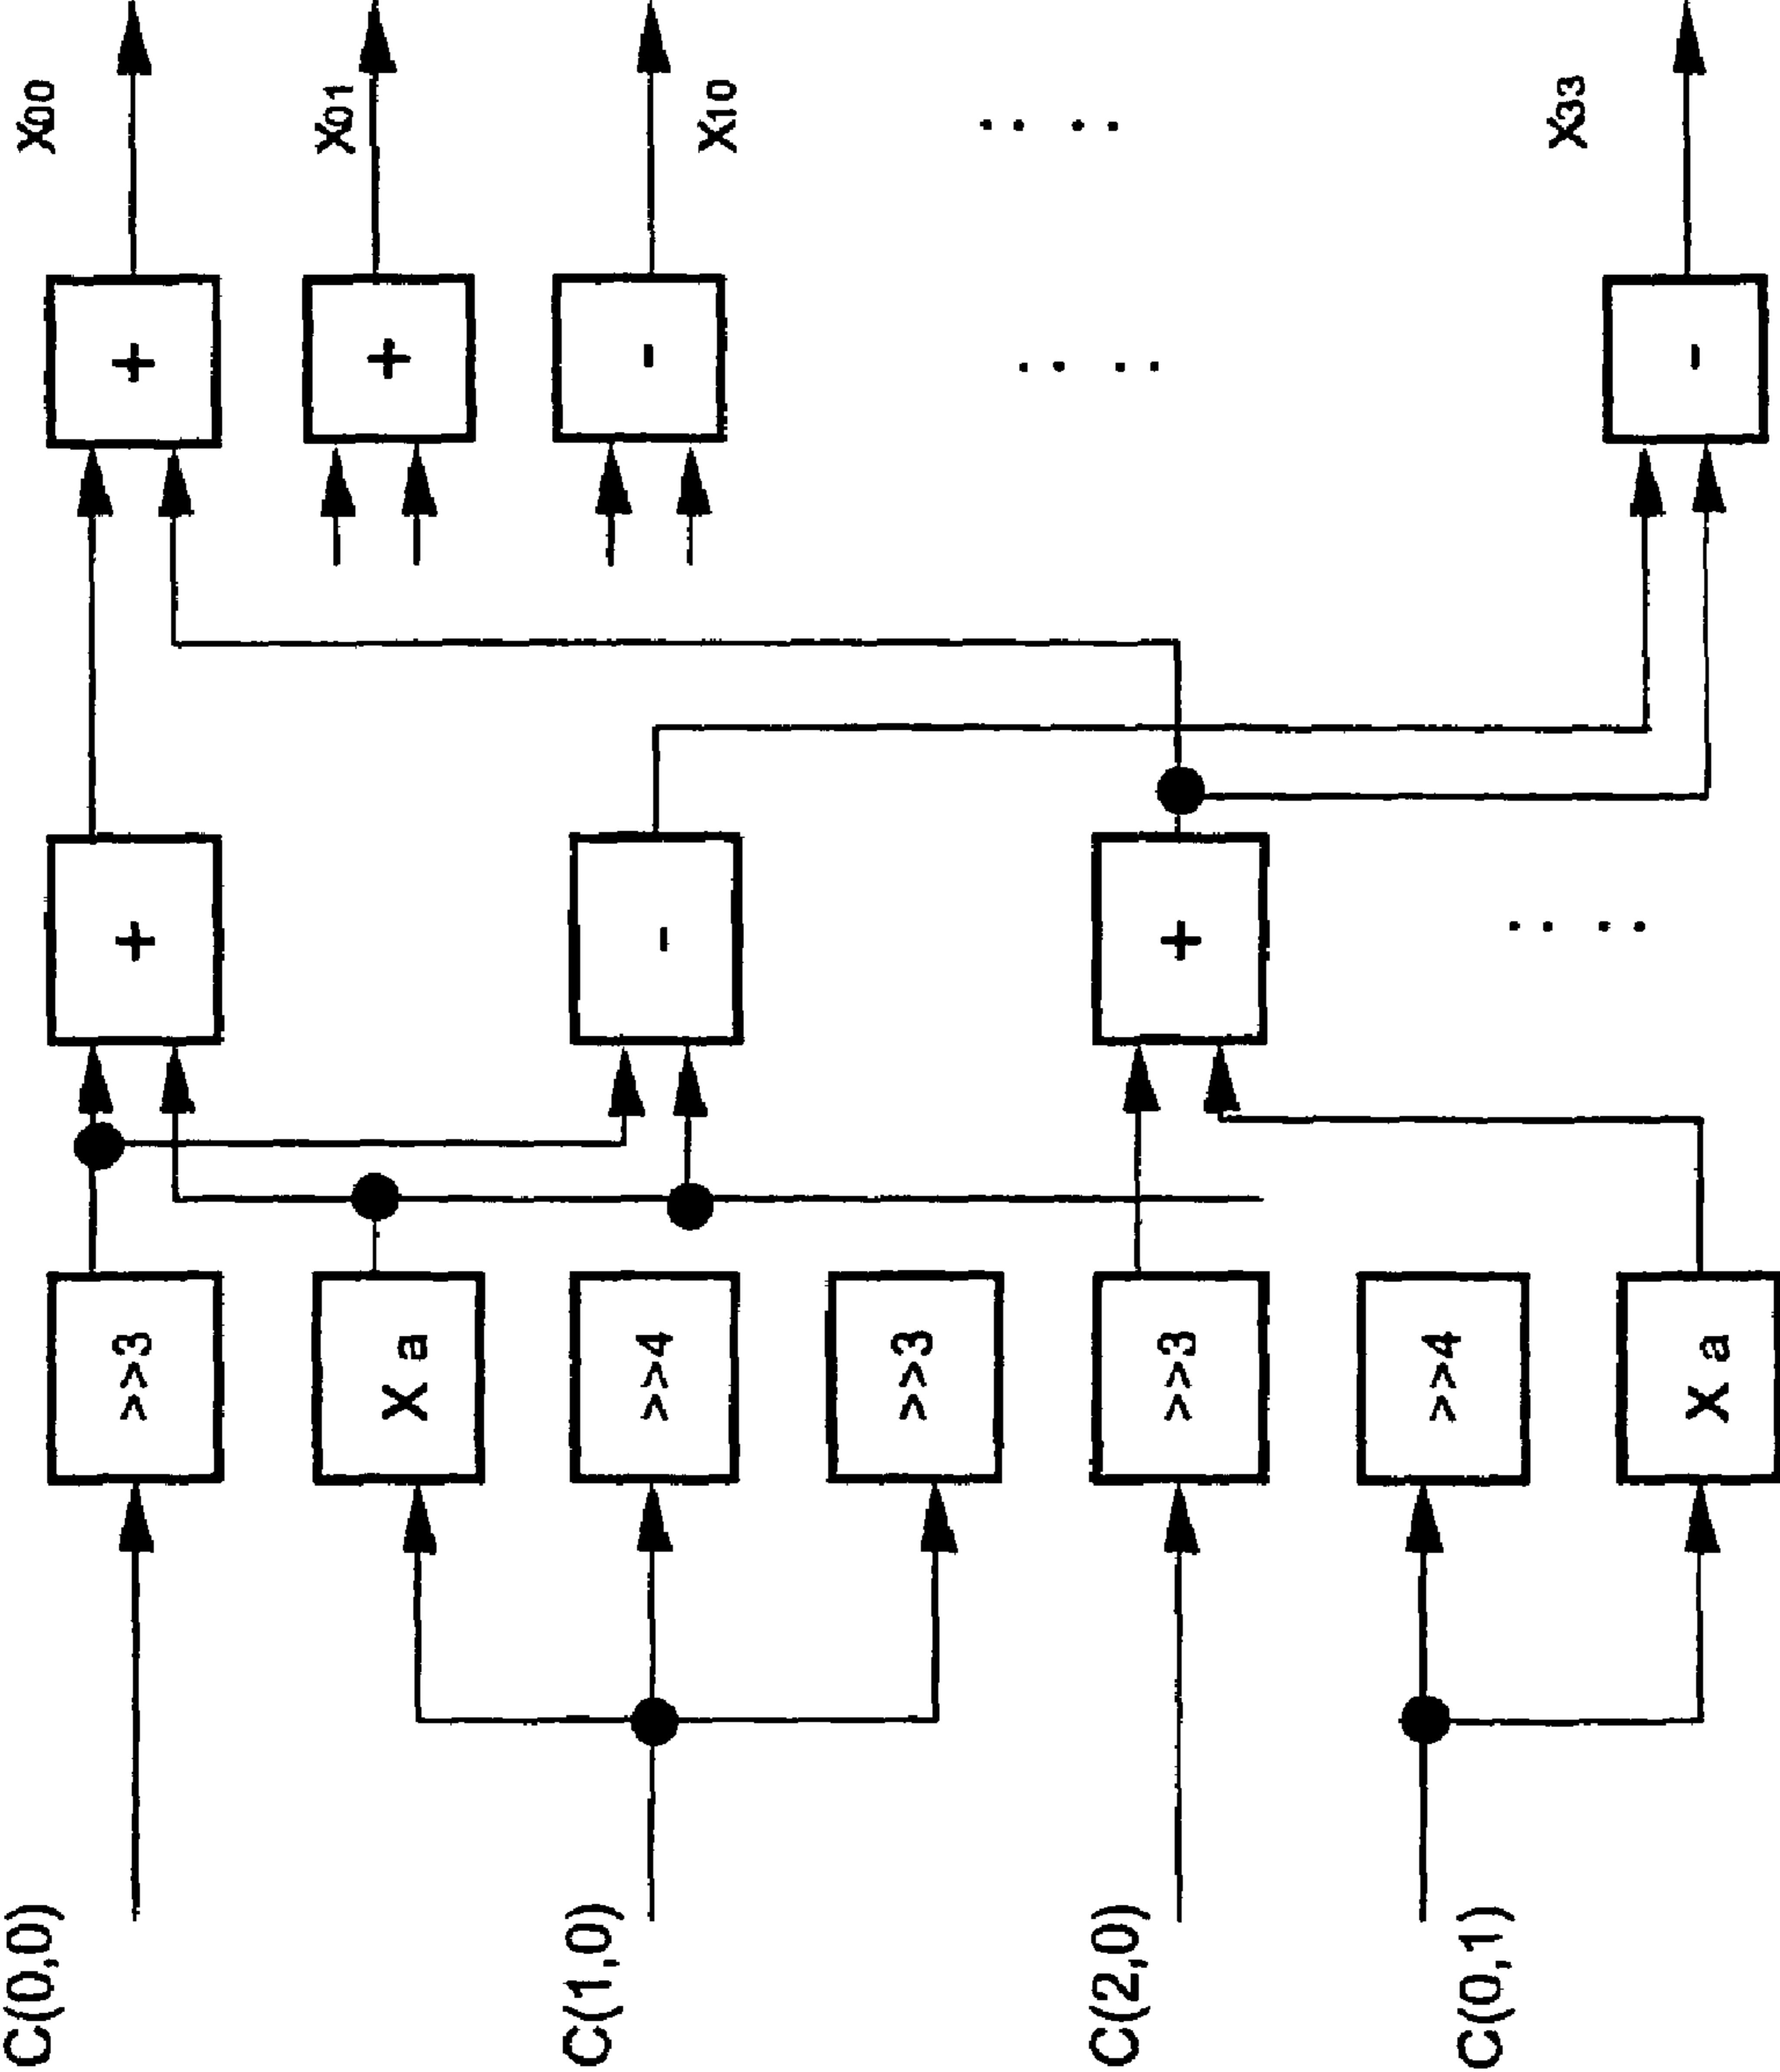 C(0,0)
C(1,0)
C(2,0)
C(0,1)
>>3
X a
>>4
>>3
>>3
>>4
X a
+
-
+
. . . .
+
+
-
. . . .
-
X00
X01
X10
. . . .
X33